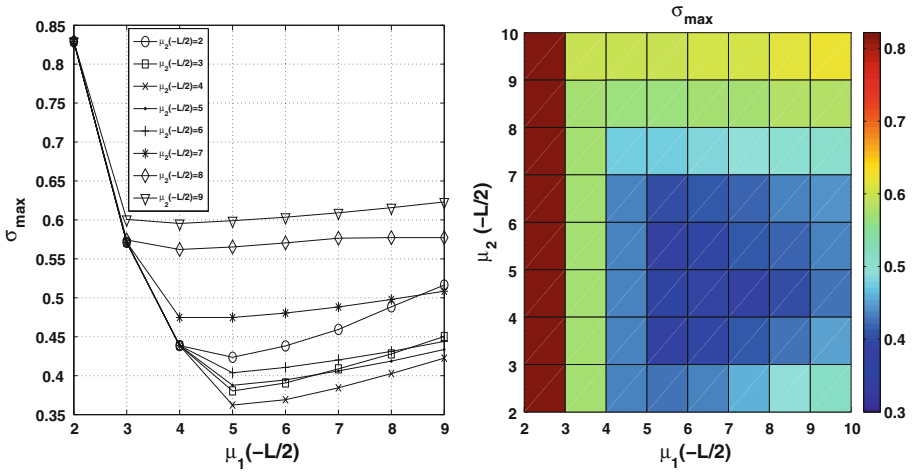 0.85
0.8
0.75
0.7
0.65
0.6
0.55
0.5
0.45
0.4
0.35
2 3 4 5 6 7 8 9
σmax
μ1(-L/2)
μ2(-L/2)=2
μ2(-L/2)=3
μ2(-L/2)=4
μ2(-L/2)=5
μ2(-L/2)=6
μ2(-L/2)=7
μ2(-L/2)=8
μ2(-L/2)=9
σmax
10
9
8
7
6
5
4
3
2
2 3 4 5 6 7 8 9 10
μ2(-L/2)
μ1(-L/2)
0.8
0.7
0.6
0.5
0.4
0.3